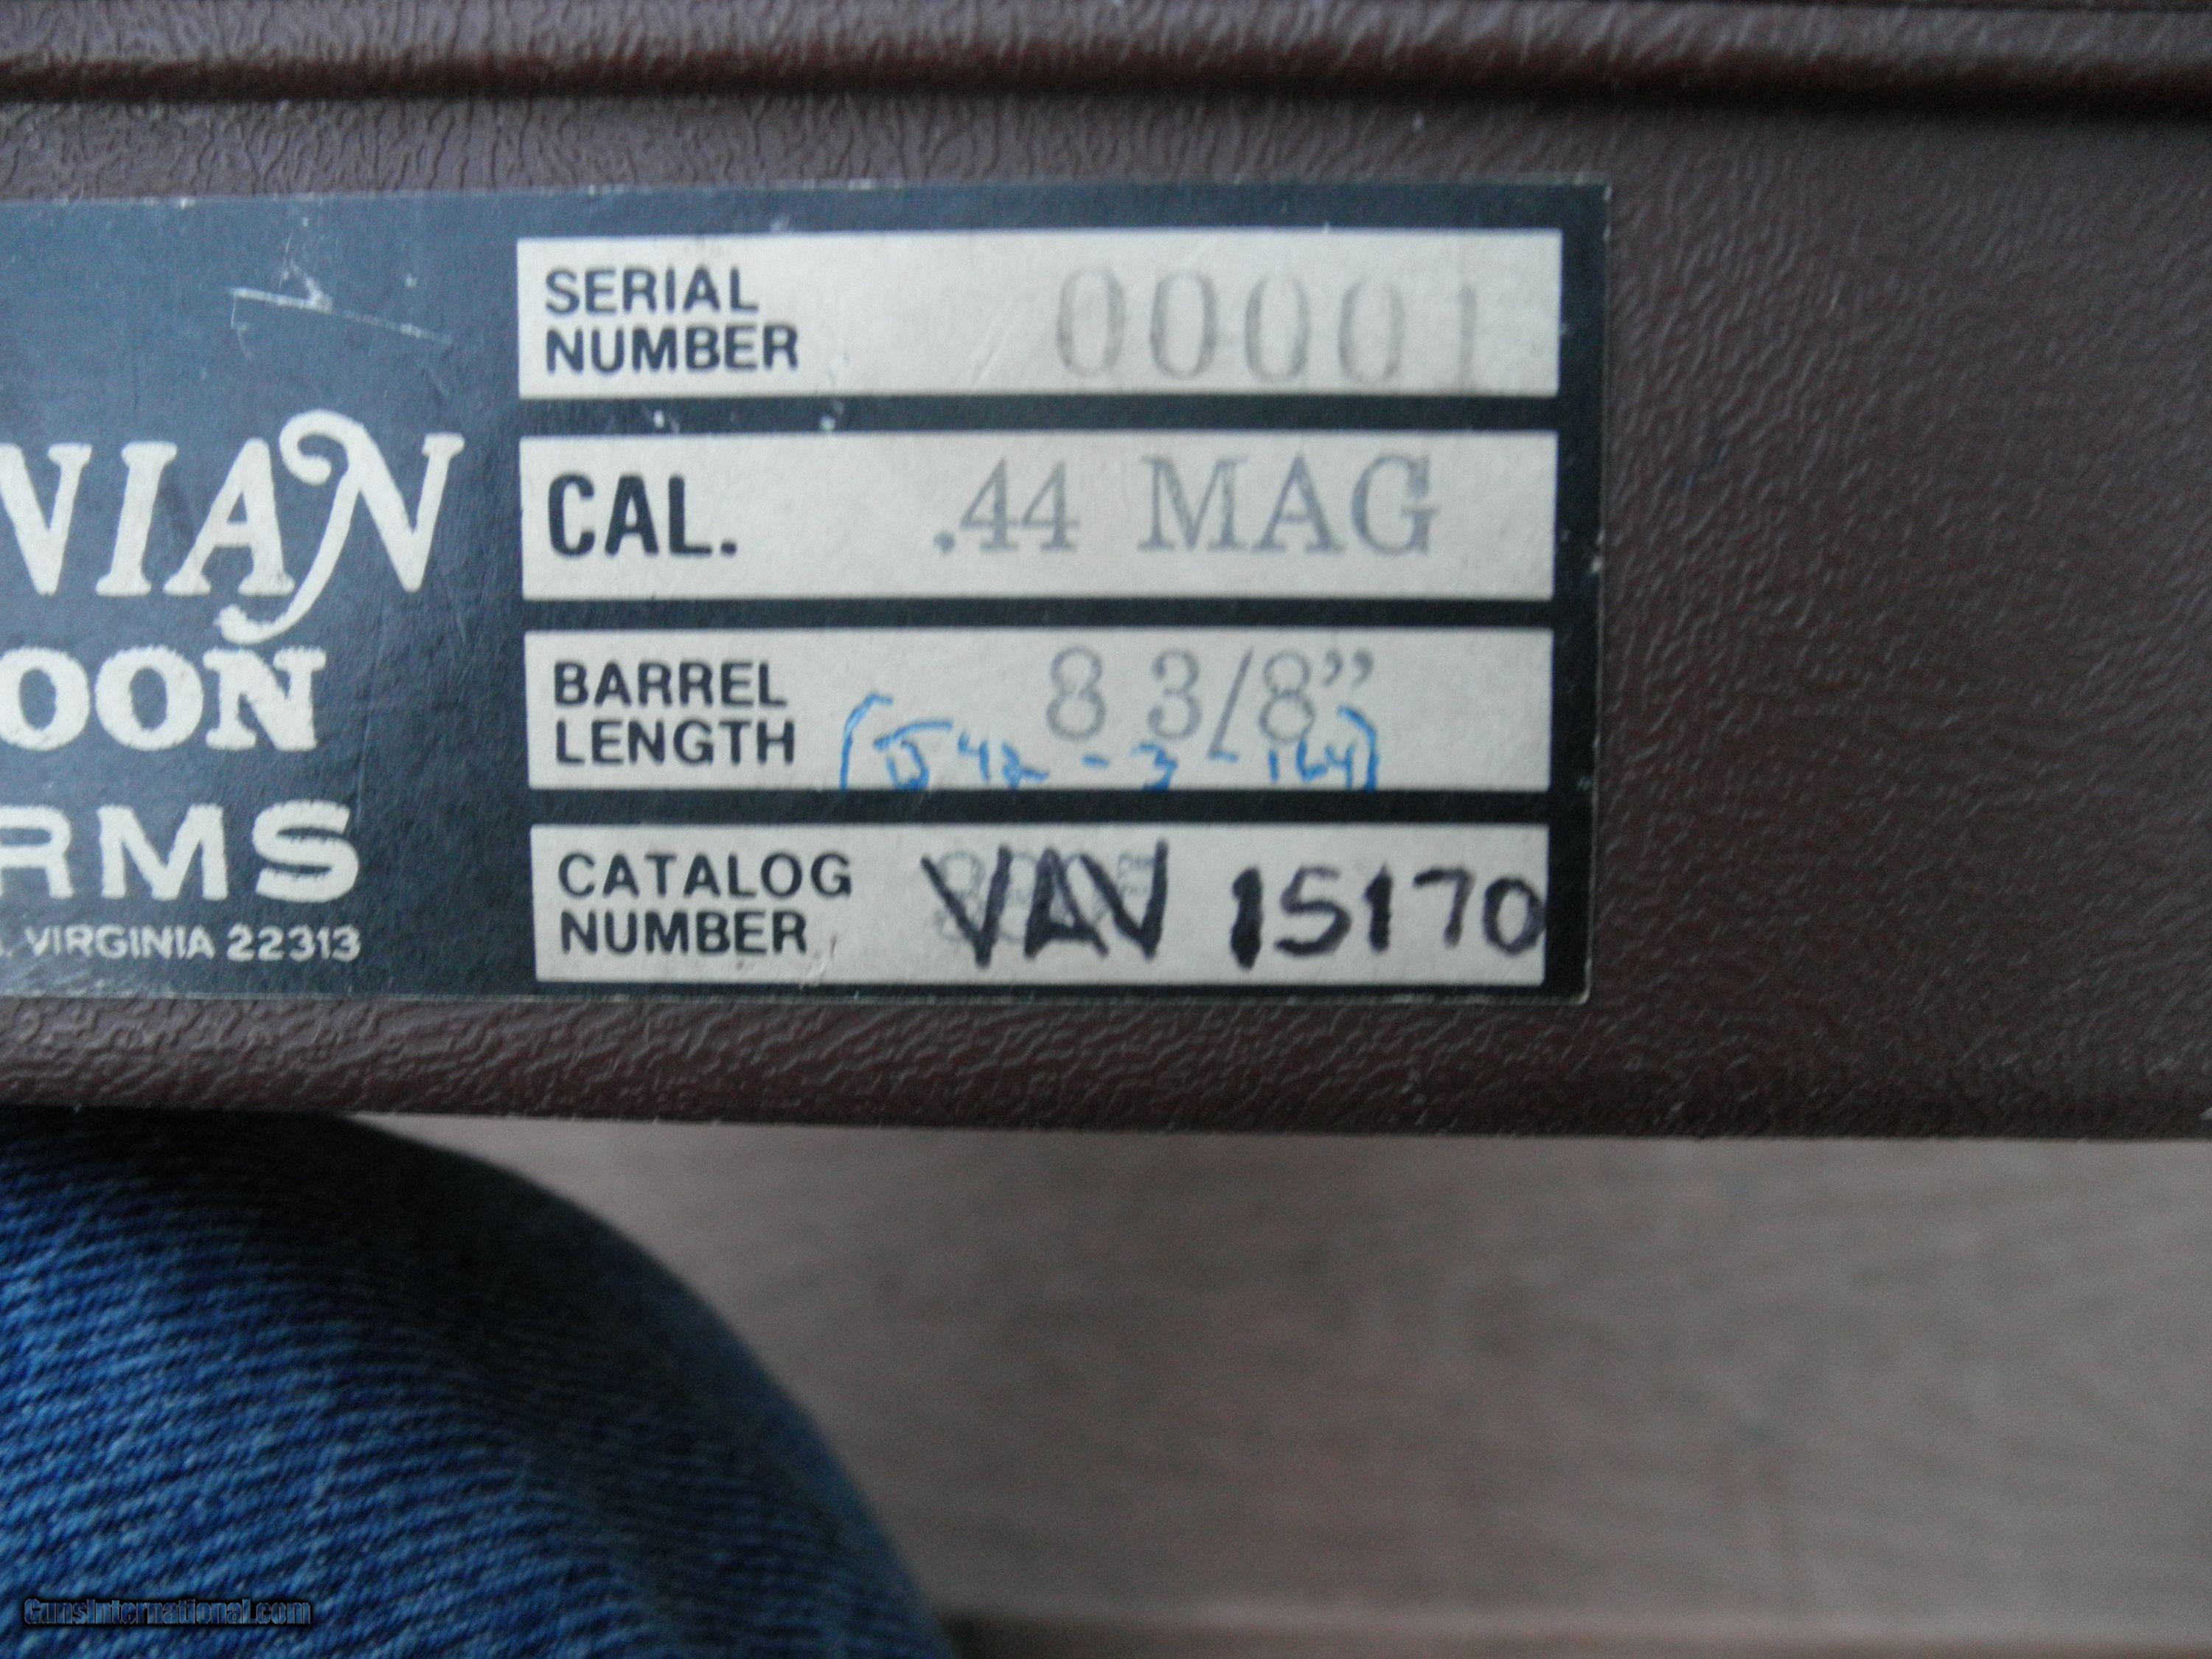 NIAN
OON
RMS
VIRGINIA 22313
SERIAL NUMBER 00001
CAL. .44 MAG
BARREL LENGTH 8 3/8”
CATALOG NUMBER VAV 15170
GunsInternational.com